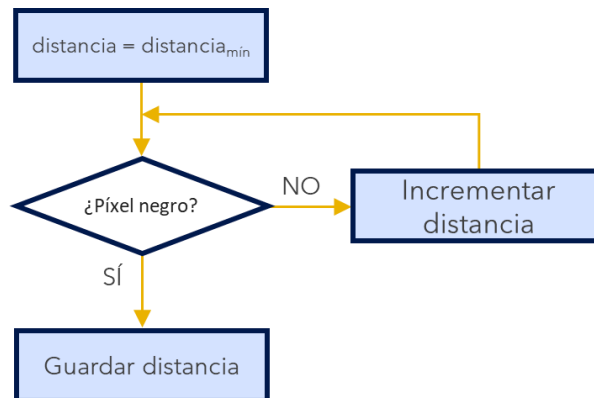 distancia = distanciamín
¿Píxel negro?
NO
Incrementar
distancia
SÍ
Guardar distancia